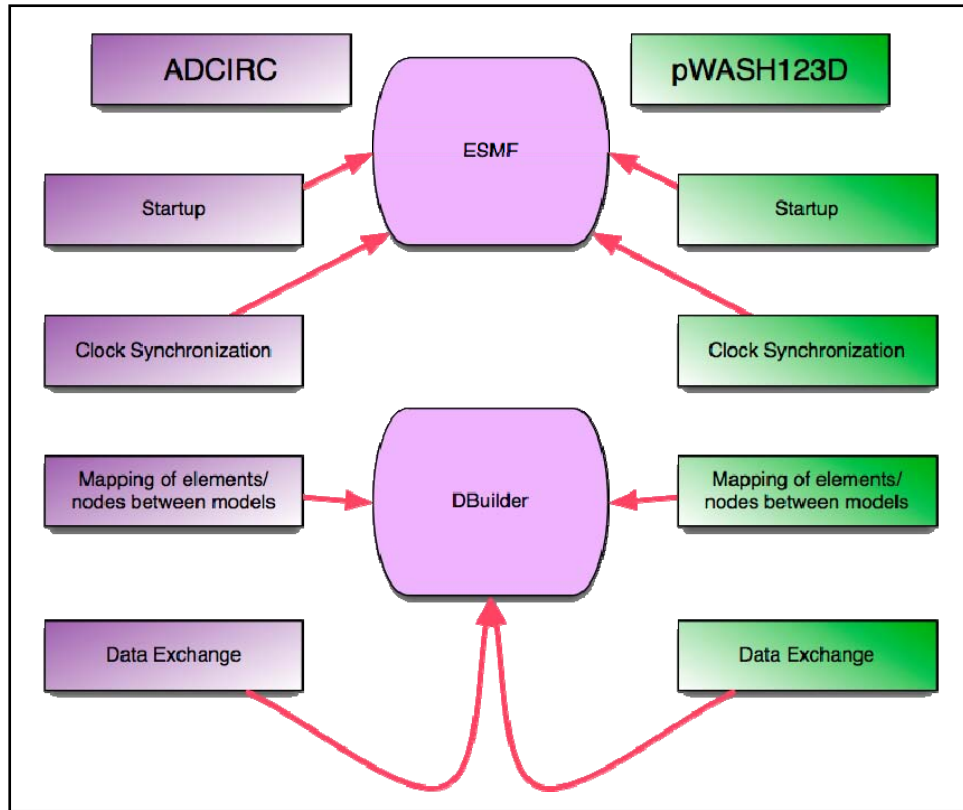 ADCIRC
pWASH123D
ESMF
Startup
Startup
Clock Synchronization
Clock Synchronization
Mapping of elements/
nodes between models
DBuilder
Mapping of elements/
nodes between models
Data Exchange
Data Exchange